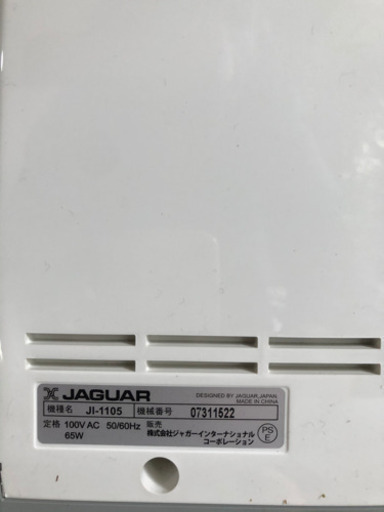 JAGUAR
DESIGNED BY JAGUAR,JAPAN
MADE IN CHINA
機種名 JI-1105 機械番号 07311522
定格 100V AC 50/60Hz 販売
65W 株式会社ジャガーインターナショナル
コーポレーション
PS
E